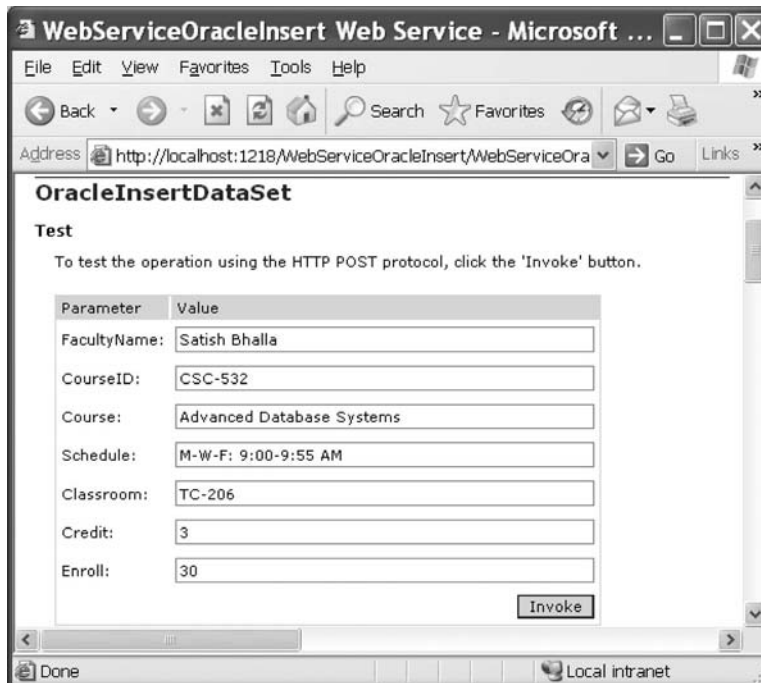 WebServiceOracleInsert Web Service - Microsoft ...
File Edit View Favorites Tools Help
Back Search Favorites »
Address http://localhost:1218/WebServiceOracleInsert/WebServiceOra Go Links »
OracleInsertDataSet
Test
To test the operation using the HTTP POST protocol, click the 'Invoke' button.
Parameter Value
FacultyName: Satish Bhalla
CourseID: CSC-532
Course: Advanced Database Systems
Schedule: M-W-F: 9:00-9:55 AM
Classroom: TC-206
Credit: 3
Enroll: 30
Invoke
Done Local intranet